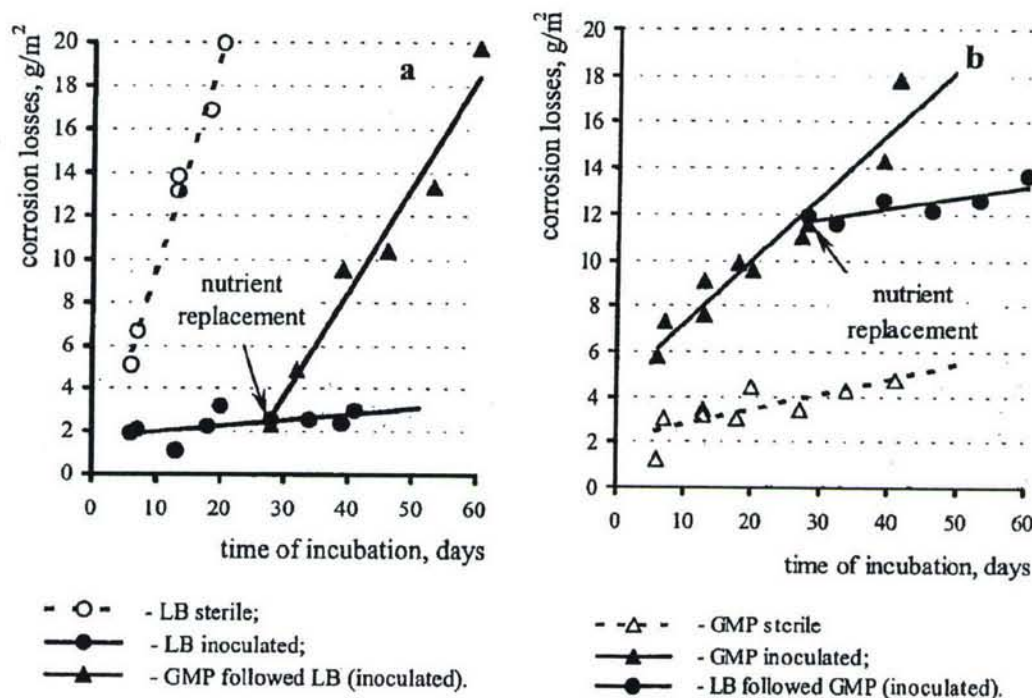 corrosion losses, g/m²
20
18
16
14
12
10
8
6
4
2
0
a
nutrient
replacement
0 10 20 30 40 50 60
time of incubation, days
- LB sterile;
- LB inoculated;
- GMP followed LB (inoculated).
corrosion losses, g/m²
20
18
16
14
12
10
8
6
4
2
0
b
nutrient
replacement
0 10 20 30 40 50 60
time of incubation, days
- GMP sterile
- GMP inoculated;
- LB followed GMP (inoculated).